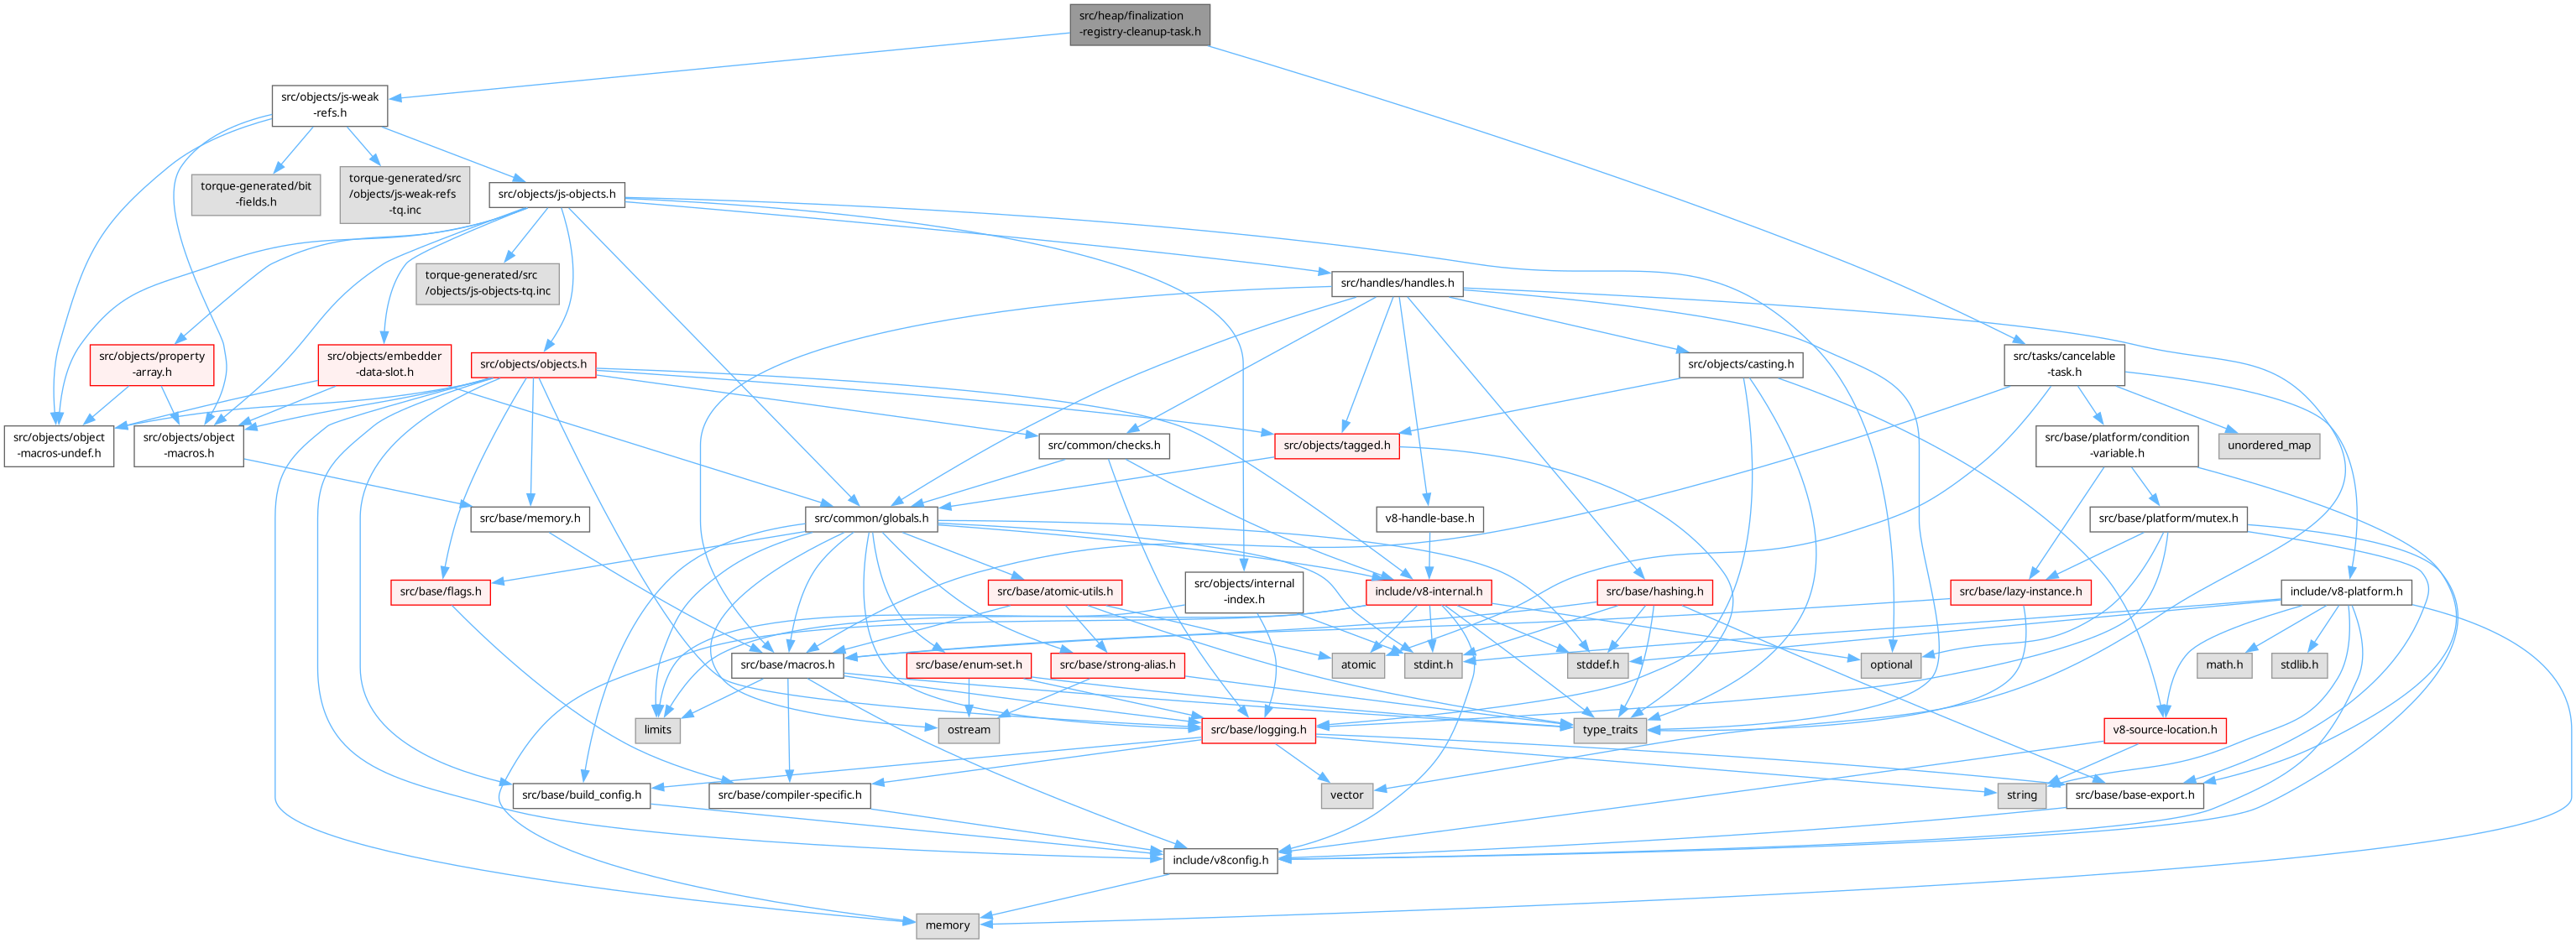 src/heap/finalization
-registry-cleanup-task.h
src/objects/js-weak
-refs.h
torque-generated/bit
-fields.h
torque-generated/src
/objects/js-weak-refs
-tq.inc
src/objects/js-objects.h
torque-generated/src
/objects/js-objects-tq.inc
src/handles/handles.h
src/objects/property
-array.h
src/objects/embedder
-data-slot.h
src/objects/objects.h
src/objects/casting.h
src/tasks/cancelable
-task.h
src/objects/object
-macros-undef.h
src/objects/object
-macros.h
src/common/checks.h
src/objects/tagged.h
src/base/platform/condition
-variable.h
unordered_map
src/base/memory.h
src/common/globals.h
v8-handle-base.h
src/base/platform/mutex.h
src/base/flags.h
src/base/atomic-utils.h
src/objects/internal
-index.h
include/v8-internal.h
src/base/hashing.h
src/base/lazy-instance.h
include/v8-platform.h
src/base/macros.h
src/base/enum-set.h
src/base/strong-alias.h
atomic
stdint.h
stddef.h
optional
math.h
stdlib.h
limits
ostream
src/base/logging.h
type_traits
v8-source-location.h
src/base/build_config.h
src/base/compiler-specific.h
vector
string
src/base/base-export.h
include/v8config.h
memory